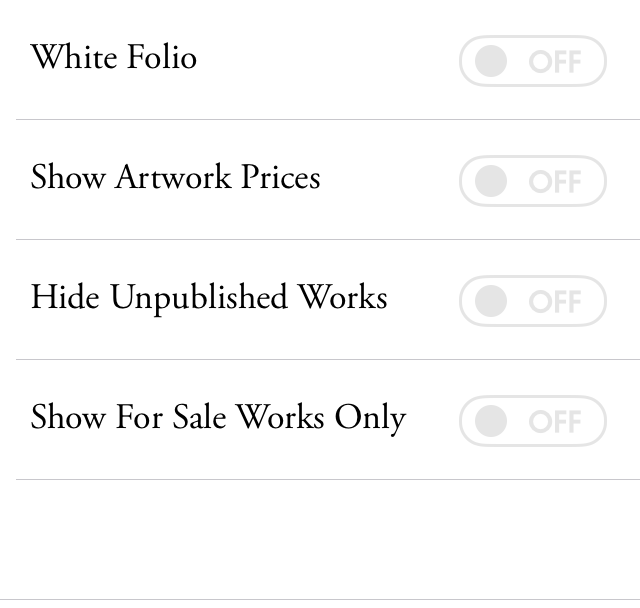 White Folio OFF
Show Artwork Prices OFF
Hide Unpublished Works OFF
Show For Sale Works Only OFF